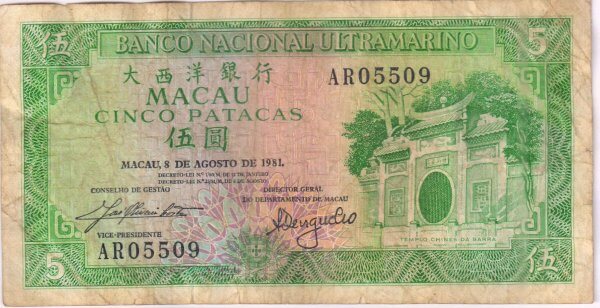 伍 BANCO NACIONAL ULTRAMARINO 5
大西洋銀行 AR05509
MACAU
CINCO PATACAS
伍圓
MACAU, 8 DE AGOSTO DE 1981.
CONSELHO DE GESTÃO DIRECTOR GERAL
DO DEPARTAMENTO DE MACAU
VICE-PRESIDENTE
AR05509
TEMPLO CHINES DA BARRA
5 伍